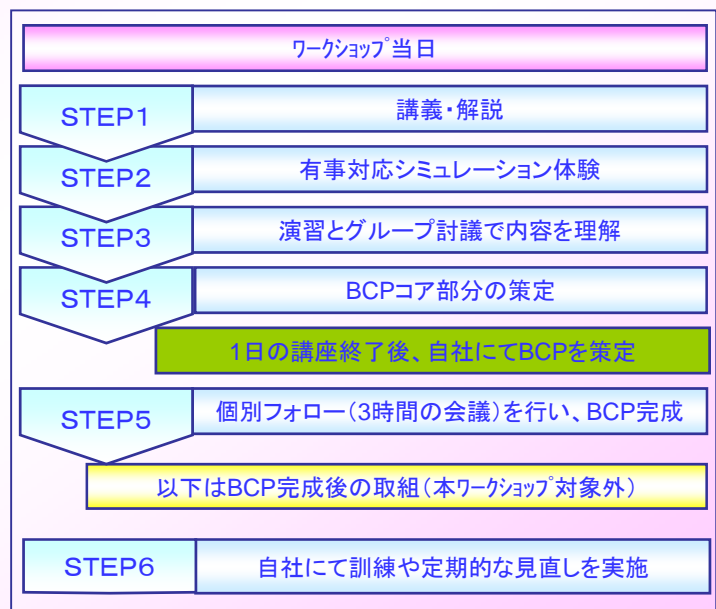 ﾜｰｸｼｮｯﾌﾟ当日
STEP1
講義・解説
STEP2
有事対応シミュレーション体験
STEP3
演習とグループ計議で内容を理解
STEP4
BCPコア部分の策定
1日の講座終了後、自社にてBCPを策定
STEP5
個別フォロー(3時間の会議)を行い、BCP完成
以下はBCP完成後の取組(本ﾜｰｸｼｮｯﾌﾟ対象外)
STEP6
自社にて訓練や定期的な見直しを実施